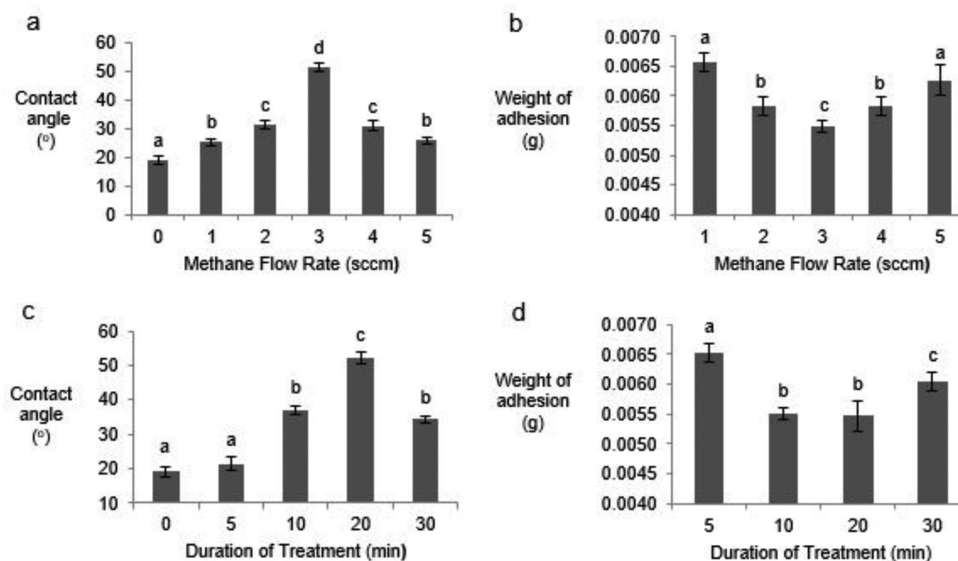 a
60
50
40
30
20
10
0
Contact
angle
(º)
a
b
c
d
c
b
0 1 2 3 4 5
Methane Flow Rate (sccm)
b
0.0070
0.0065
0.0060
0.0055
0.0050
0.0045
0.0040
Weight of
adhesion
(g)
a
b
c
b
a
1 2 3 4 5
Methane Flow Rate (sccm)
c
60
50
40
30
20
10
Contact
angle
(º)
a
a
b
c
b
0 5 10 20 30
Duration of Treatment (min)
d
0.0070
0.0065
0.0060
0.0055
0.0050
0.0045
0.0040
Weight of
adhesion
(g)
a
b
b
c
5 10 20 30
Duration of Treatment (min)